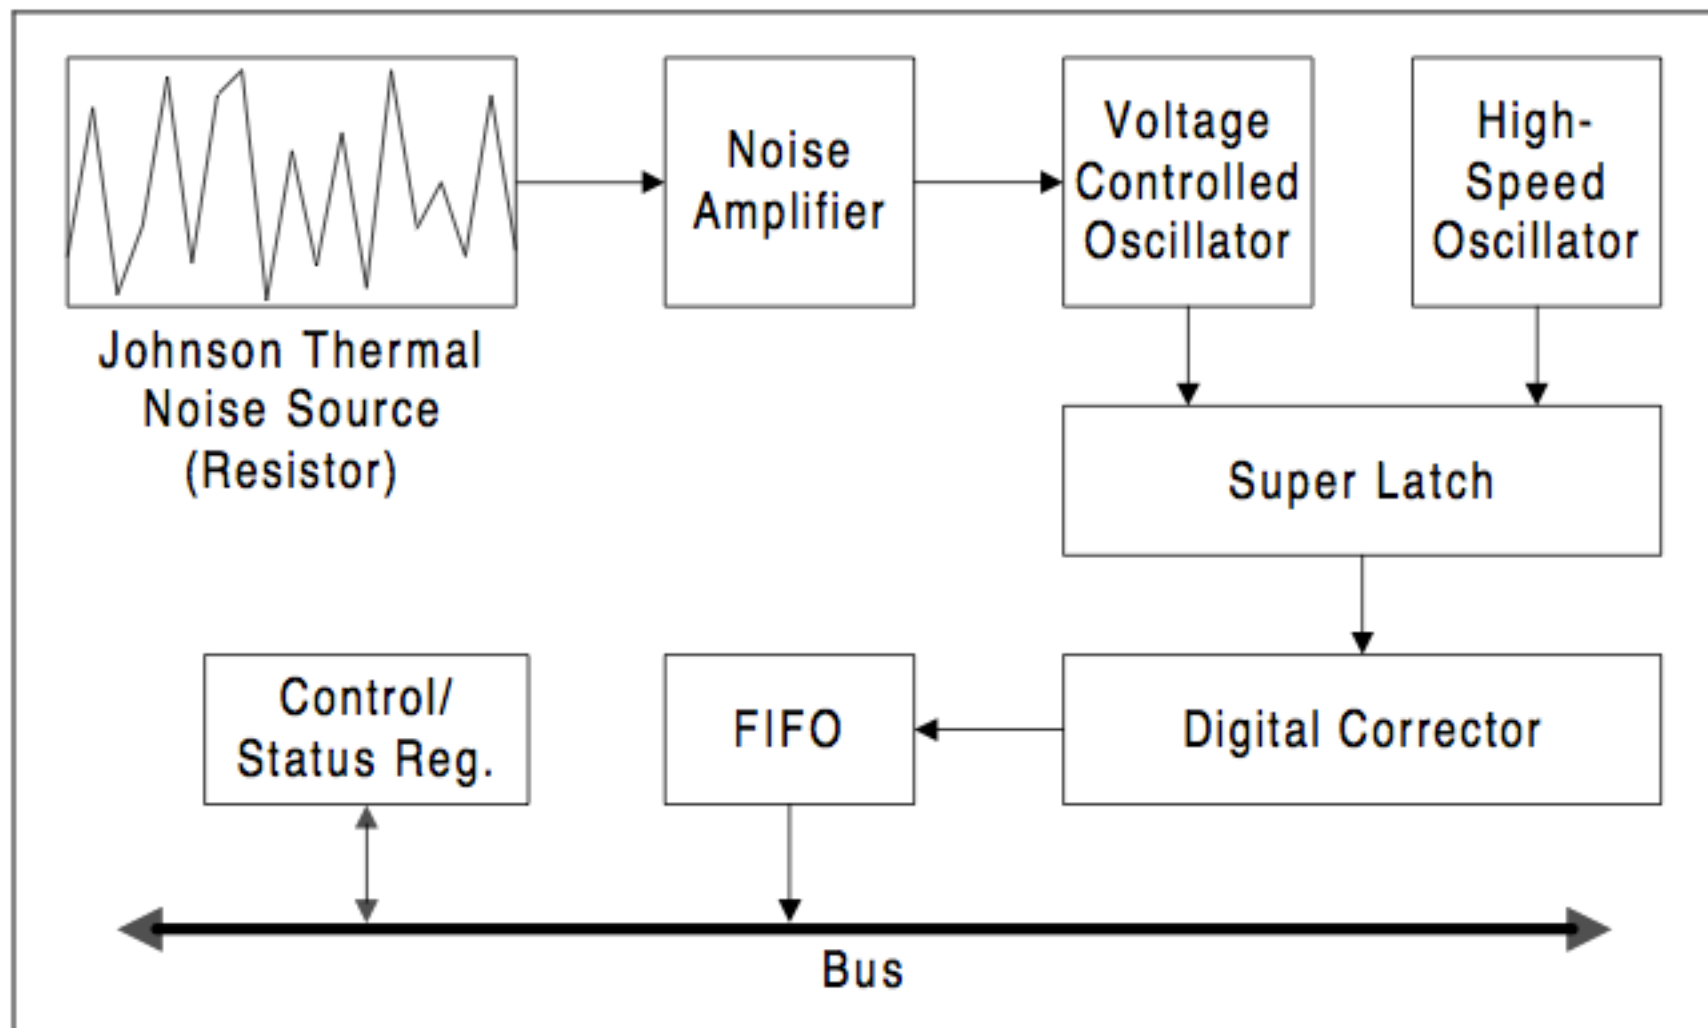 Noise
Amplifier
Voltage
Controlled
Oscillator
High-
Speed
Oscillator
Johnson Thermal
Noise Source
(Resistor)
Super Latch
Control/
Status Reg.
FIFO
Digital Corrector
Bus